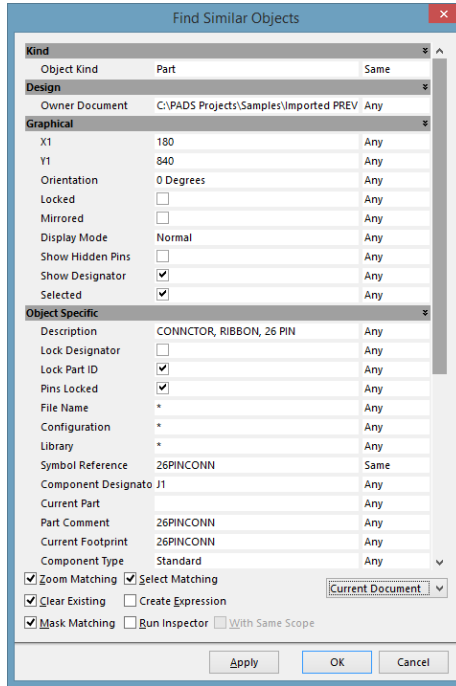 Find Similar Objects
Kind
Object Kind Part Same
Design
Owner Document C:\PADS Projects\Samples\Imported PREV Any
Graphical
X1 180 Any
Y1 840 Any
Orientation 0 Degrees Any
Locked Any
Mirrored Any
Display Mode Normal Any
Show Hidden Pins Any
Show Designator Any
Selected Any
Object Specific
Description CONNCTOR, RIBBON, 26 PIN Any
Lock Designator Any
Lock Part ID Any
Pins Locked Any
File Name * Any
Configuration * Any
Library * Any
Symbol Reference 26PINCONN Same
Component Designato J1 Any
Current Part Any
Part Comment 26PINCONN Any
Current Footprint 26PINCONN Any
Component Type Standard Any
Zoom Matching Select Matching Current Document
Clear Existing Create Expression
Mask Matching Run Inspector With Same Scope
Apply OK Cancel